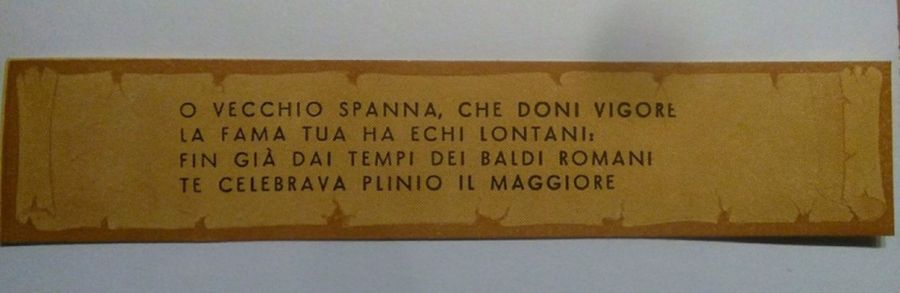 O VECCHIO SPANNA, CHE DONI VIGORE
LA FAMA TUA HA ECHI LONTANI:
FIN GIÀ DAI TEMPI DEI BALDI ROMANI
TE CELEBRAVA PLINIO IL MAGGIORE